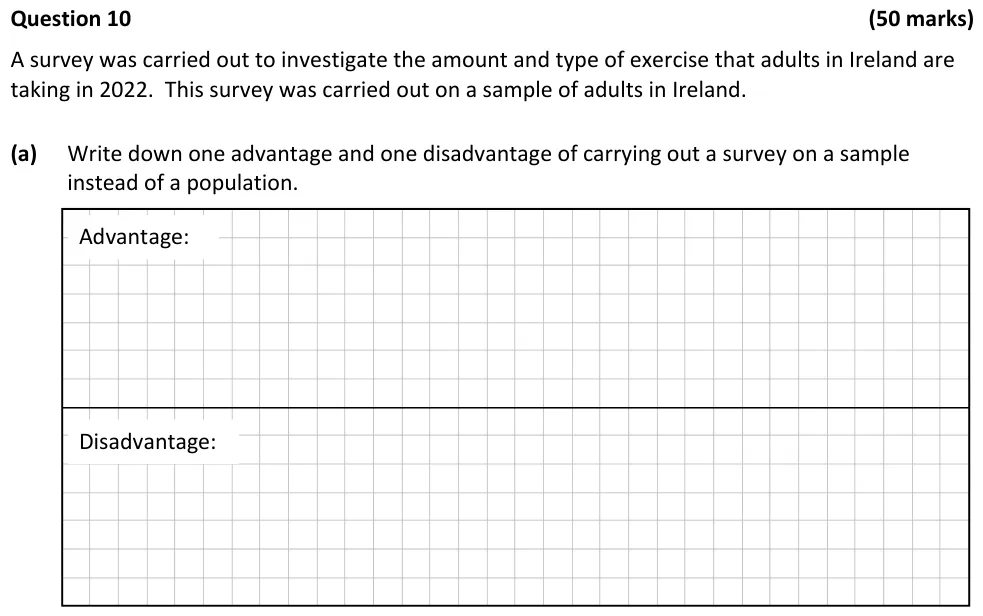 Question 10 (50 marks)
A survey was carried out to investigate the amount and type of exercise that adults in Ireland are
taking in 2022. This survey was carried out on a sample of adults in Ireland.
(a) Write down one advantage and one disadvantage of carrying out a survey on a sample
instead of a population.
Advantage:
Disadvantage: